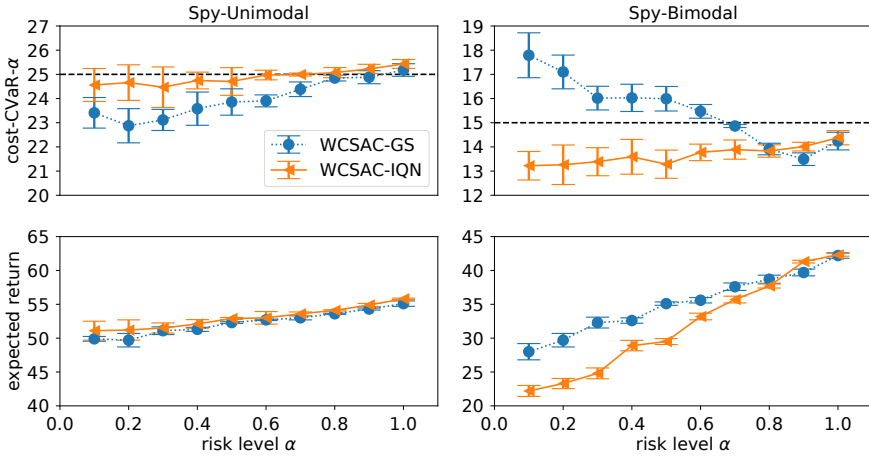 Spy-Unimodal
Spy-Bimodal
cost-CVaR-α
27
26
25
24
23
22
21
20
WCSAC-GS
WCSAC-IQN
19
18
17
16
15
14
13
12
expected return
65
60
55
50
45
40
0.0 0.2 0.4 0.6 0.8 1.0
risk level α
45
40
35
30
25
20
0.0 0.2 0.4 0.6 0.8 1.0
risk level α